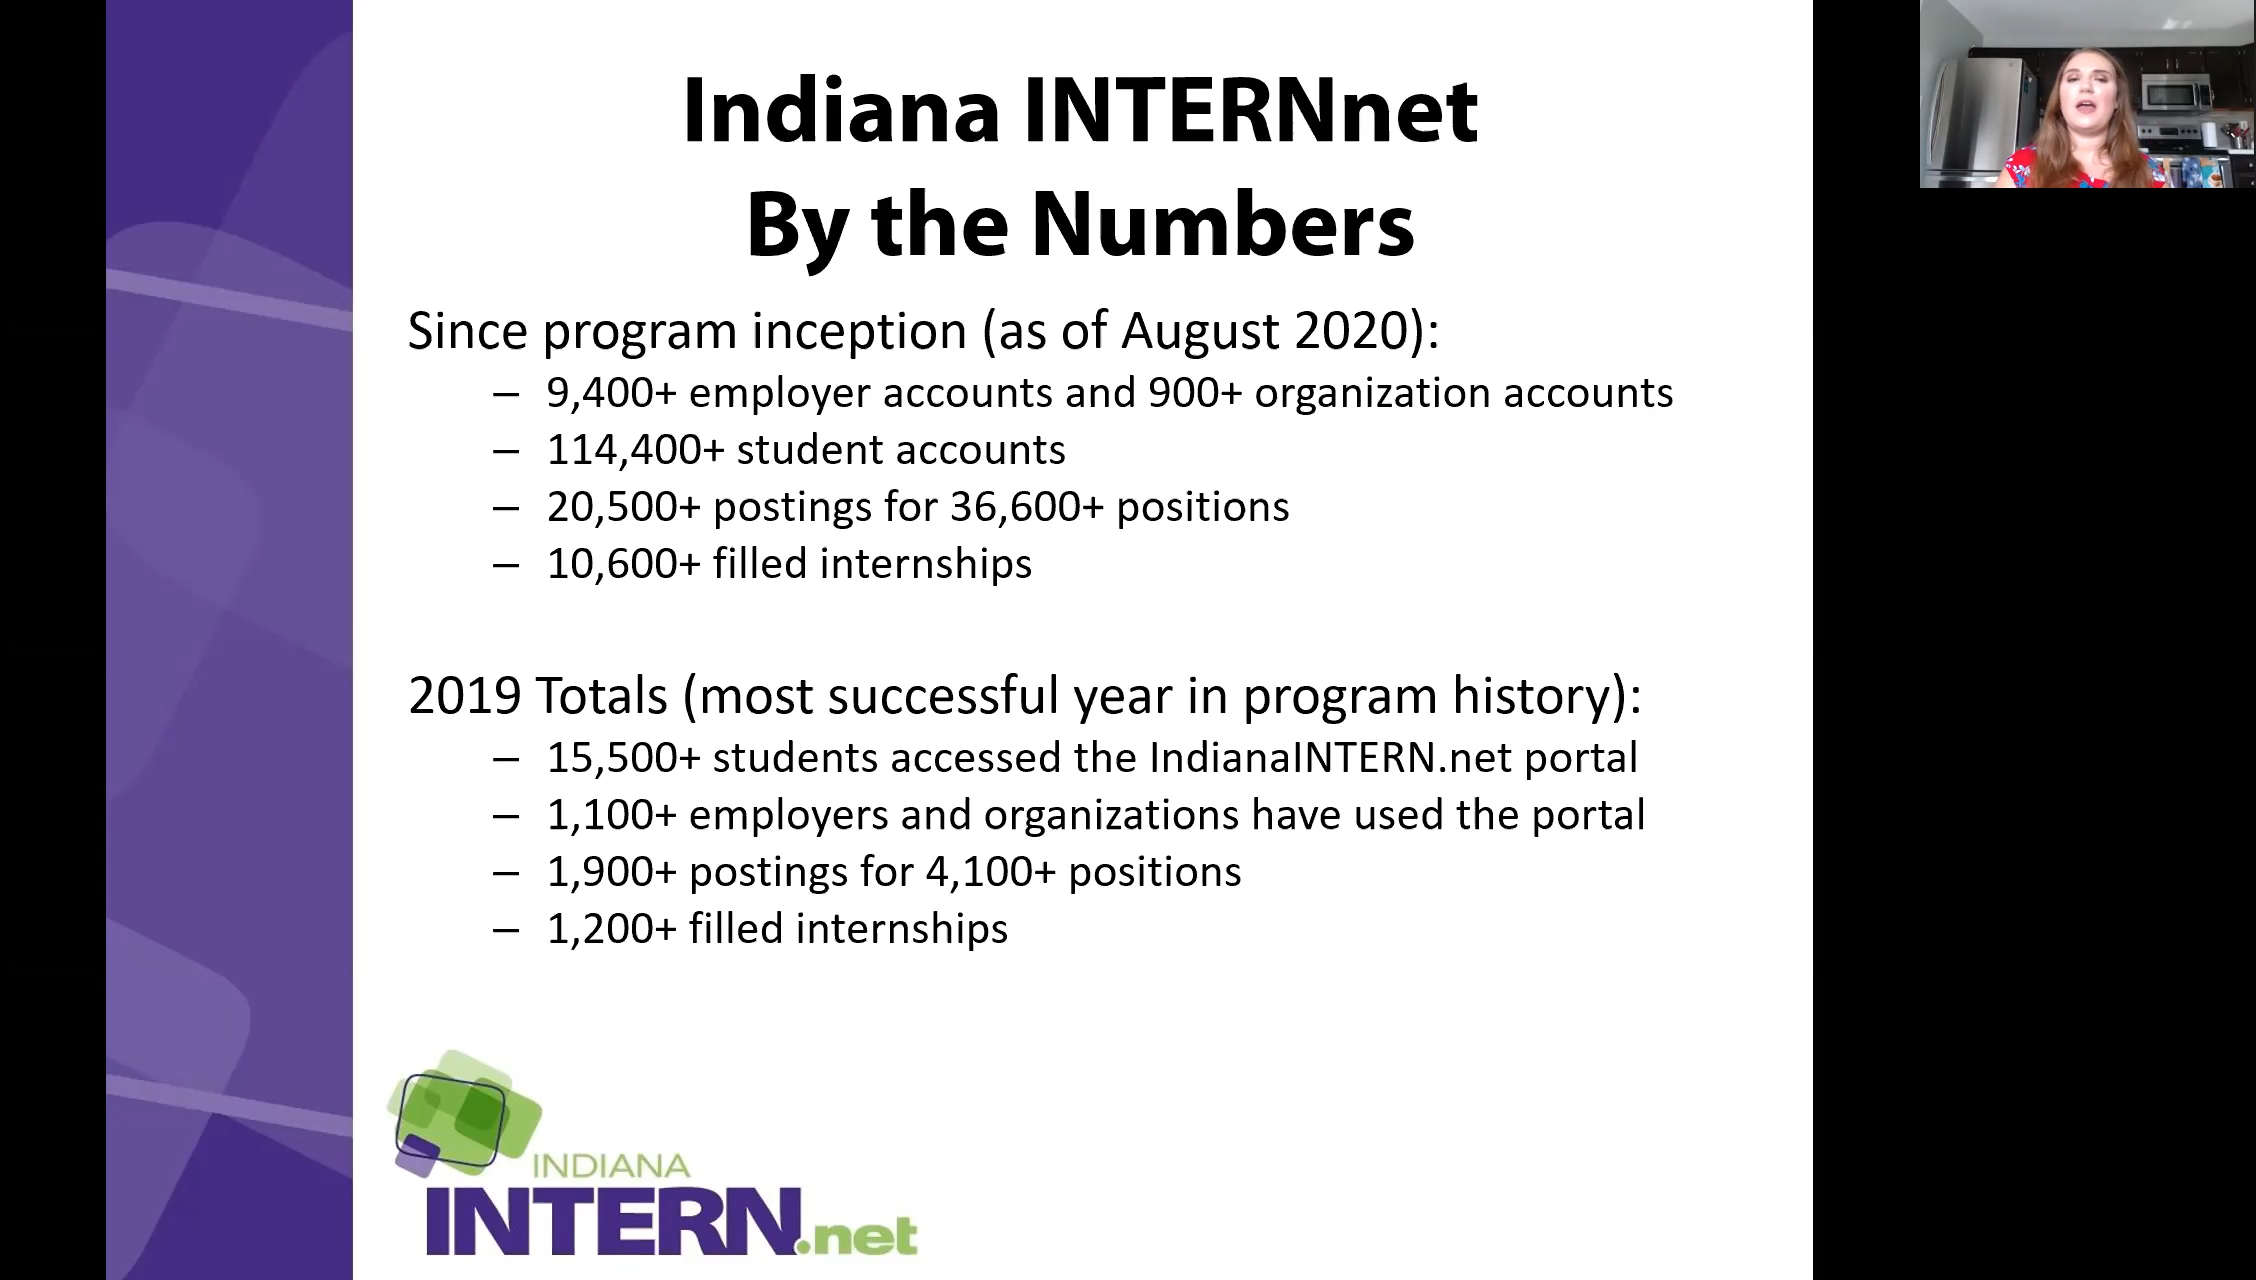 Indiana INTERNnet
By the Numbers
Since program inception (as of August 2020):
– 9,400+ employer accounts and 900+ organization accounts
– 114,400+ student accounts
– 20,500+ postings for 36,600+ positions
– 10,600+ filled internships
2019 Totals (most successful year in program history):
– 15,500+ students accessed the IndianaINTERN.net portal
– 1,100+ employers and organizations have used the portal
– 1,900+ postings for 4,100+ positions
– 1,200+ filled internships
INDIANA
INTERN.net